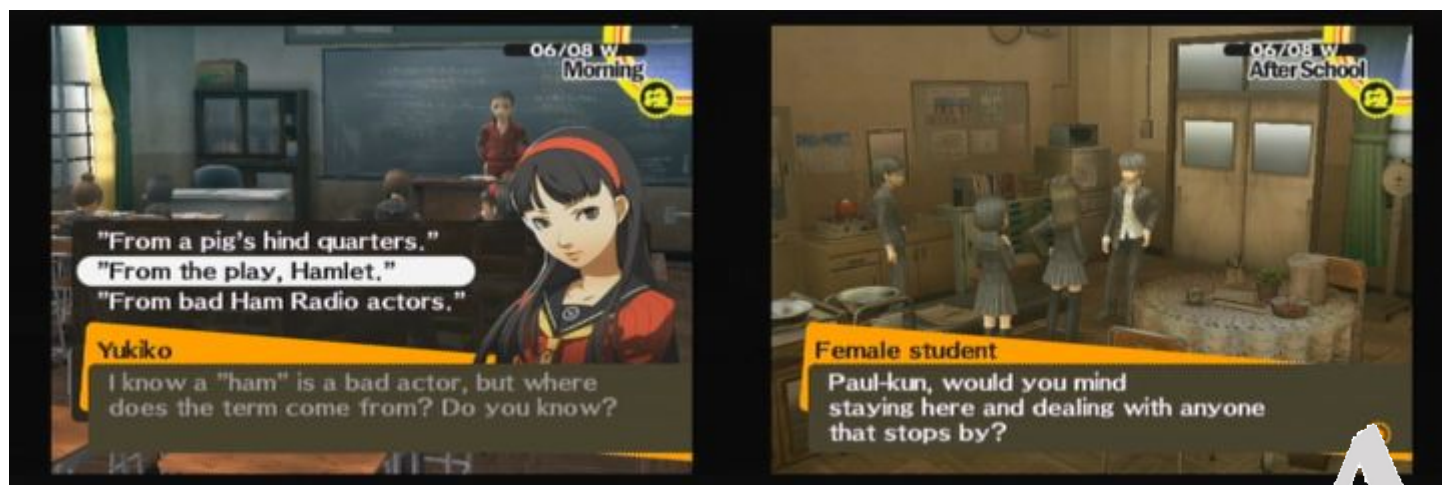 06/08 W
Morning
"From a pig's hind quarters."
"From the play, Hamlet."
"From bad Ham Radio actors."
Yukiko
I know a "ham" is a bad actor, but where
does the term come from? Do you know?
06/08 W
After School
Female student
Paul-kun, would you mind
staying here and dealing with anyone
that stops by?